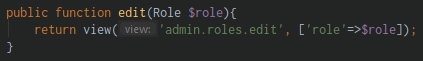 public function edit(Role $role){
    return view( view: 'admin.roles.edit', ['role'=>$role]);
}